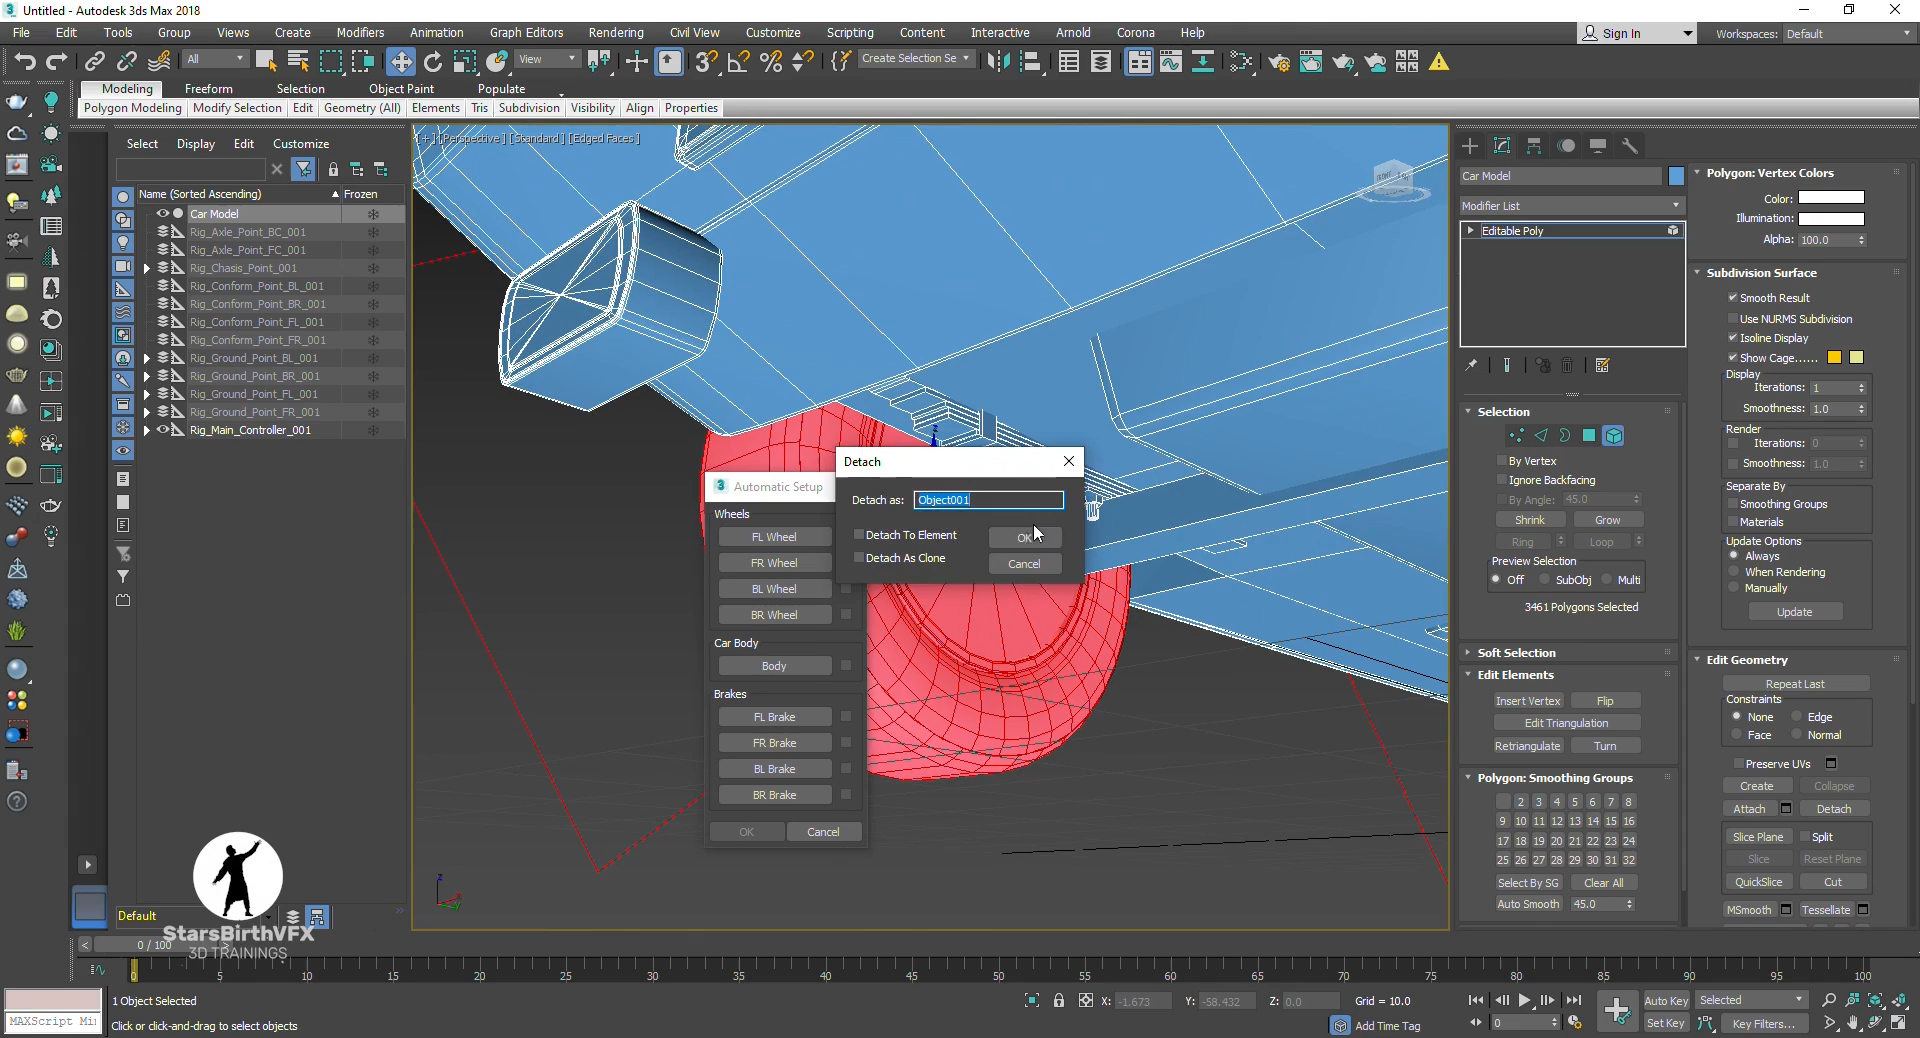 Untitled - Autodesk 3ds Max 2018
File Edit Tools Group Views Create Modifiers Animation Graph Editors Rendering Civil View Customize Scripting Content Interactive Arnold Corona Help
Sign In
Workspaces: Default
All
View
Create Selection Se
Modeling Freeform Selection Object Paint Populate
Polygon Modeling Modify Selection Edit Geometry (All) Elements Tris Subdivision Visibility Align Properties
Select Display Edit Customize
Name (Sorted Ascending) Frozen
Car Model
Rig_Axle_Point_BC_001
Rig_Axle_Point_FC_001
Rig_Chasis_Point_001
Rig_Conform_Point_BL_001
Rig_Conform_Point_BR_001
Rig_Conform_Point_FL_001
Rig_Conform_Point_FR_001
Rig_Ground_Point_BL_001
Rig_Ground_Point_BR_001
Rig_Ground_Point_FL_001
Rig_Ground_Point_FR_001
Rig_Main_Controller_001
Default
StarsBirthVFX
3D TRAININGS
[+] [Perspective] [Standard] [Edged Faces]
Automatic Setup
Wheels
FL Wheel
FR Wheel
BL Wheel
BR Wheel
Car Body
Body
Brakes
FL Brake
FR Brake
BL Brake
BR Brake
OK Cancel
Detach
Detach as: Object001
Detach To Element
OK
Detach As Clone
Cancel
Car Model
Modifier List
Editable Poly
Selection
By Vertex
Ignore Backfacing
By Angle: 45.0
Shrink Grow
Ring Loop
Preview Selection
Off SubObj Multi
3461 Polygons Selected
Soft Selection
Edit Elements
Insert Vertex Flip
Edit Triangulation
Retriangulate Turn
Polygon: Smoothing Groups
2 3 4 5 6 7 8
9 10 11 12 13 14 15 16
17 18 19 20 21 22 23 24
25 26 27 28 29 30 31 32
Select By SG Clear All
Auto Smooth 45.0
Polygon: Vertex Colors
Color:
Illumination:
Alpha: 100.0
Subdivision Surface
Smooth Result
Use NURMS Subdivision
Isoline Display
Show Cage......
Display
Iterations: 1
Smoothness: 1.0
Render
Iterations: 0
Smoothness: 1.0
Separate By
Smoothing Groups
Materials
Update Options
Always
When Rendering
Manually
Update
Edit Geometry
Repeat Last
Constraints
None Edge
Face Normal
Preserve UVs
Create Collapse
Attach Detach
Slice Plane Split
Slice Reset Plane
QuickSlice Cut
MSmooth Tessellate
0 / 100
0 5 10 15 20 25 30 35 40 45 50 55 60 65 70 75 80 85 90 95 100
1 Object Selected
X: -1.673 Y: -58.432 Z: 0.0 Grid = 10.0
MAXScript Mi
Click or click-and-drag to select objects
Add Time Tag
Auto Key Selected
0
Set Key Key Filters...